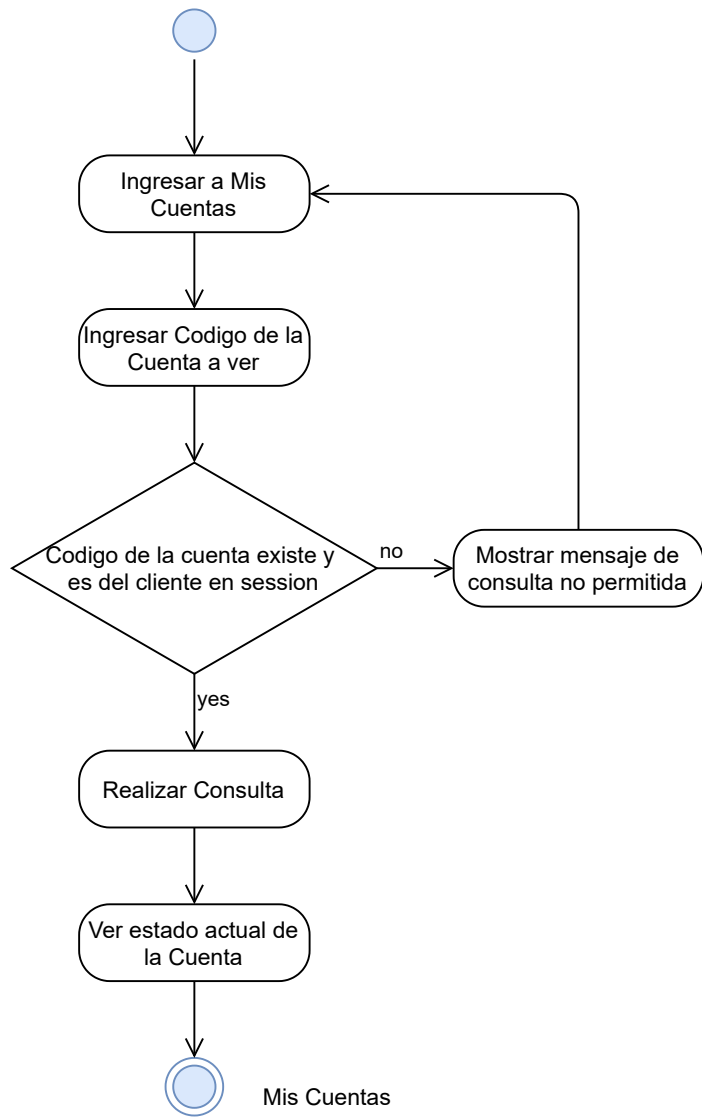 Ingresar a Mis
Cuentas
Ingresar Codigo de la
Cuenta a ver
Codigo de la cuenta existe y
es del cliente en session
no
Mostrar mensaje de
consulta no permitida
yes
Realizar Consulta
Ver estado actual de
la Cuenta
Mis Cuentas